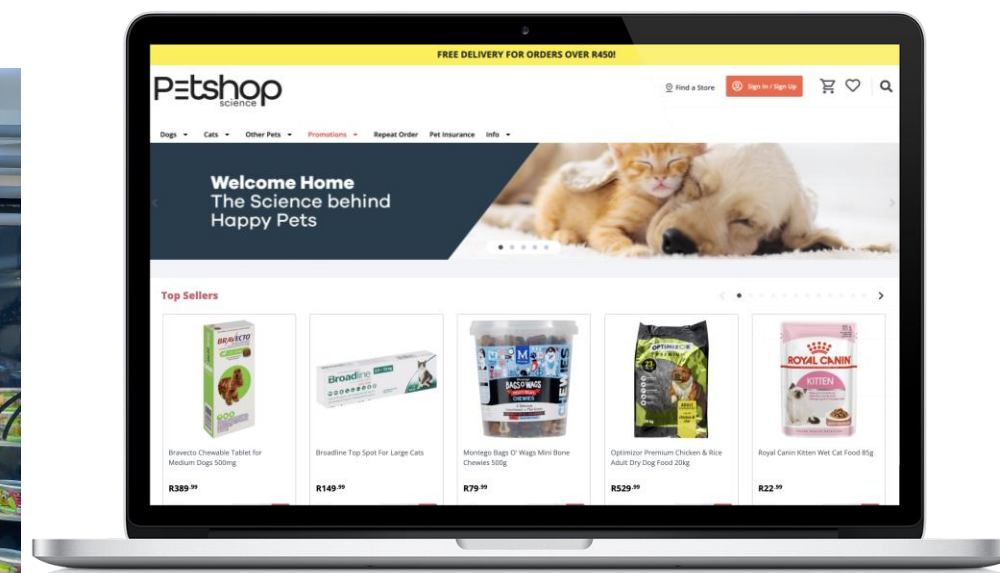 FREE DELIVERY FOR ORDERS OVER R450!
Petshop
science
Find a Store
Sign In / Sign Up
Dogs
Cats
Other Pets
Promotions
Repeat Order
Pet Insurance
Info
Welcome Home
The Science behind
Happy Pets
Top Sellers
BRAVECTO
Broadline
M
BAGS O' WAGS
CHEWIES
CHEWIES
OPTIMIZOR
PREMIUM
ADULT
85 g
ROYAL CANIN
KITTEN
Bravecto Chewable Tablet for
Medium Dogs 500mg
Broadline Top Spot For Large Cats
Montego Bags O' Wags Mini Bone
Chewies 500g
Optimizor Premium Chicken & Rice
Adult Dry Dog Food 20kg
Royal Canin Kitten Wet Cat Food 85g
R389.99
R149.99
R79.99
R529.99
R22.99